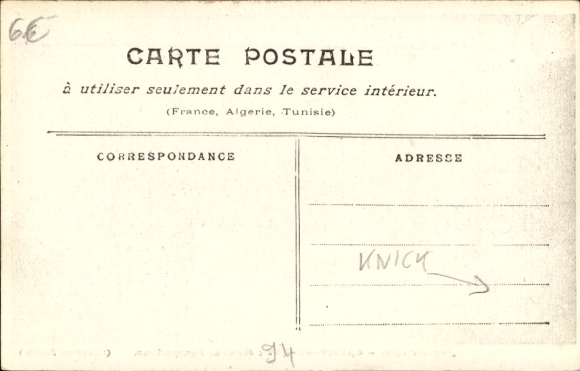 6€
CARTE POSTALE
à utiliser seulement dans le service intérieur.
(France, Algerie, Tunisie)
CORRESPONDANCE
ADRESSE
KNICK
94